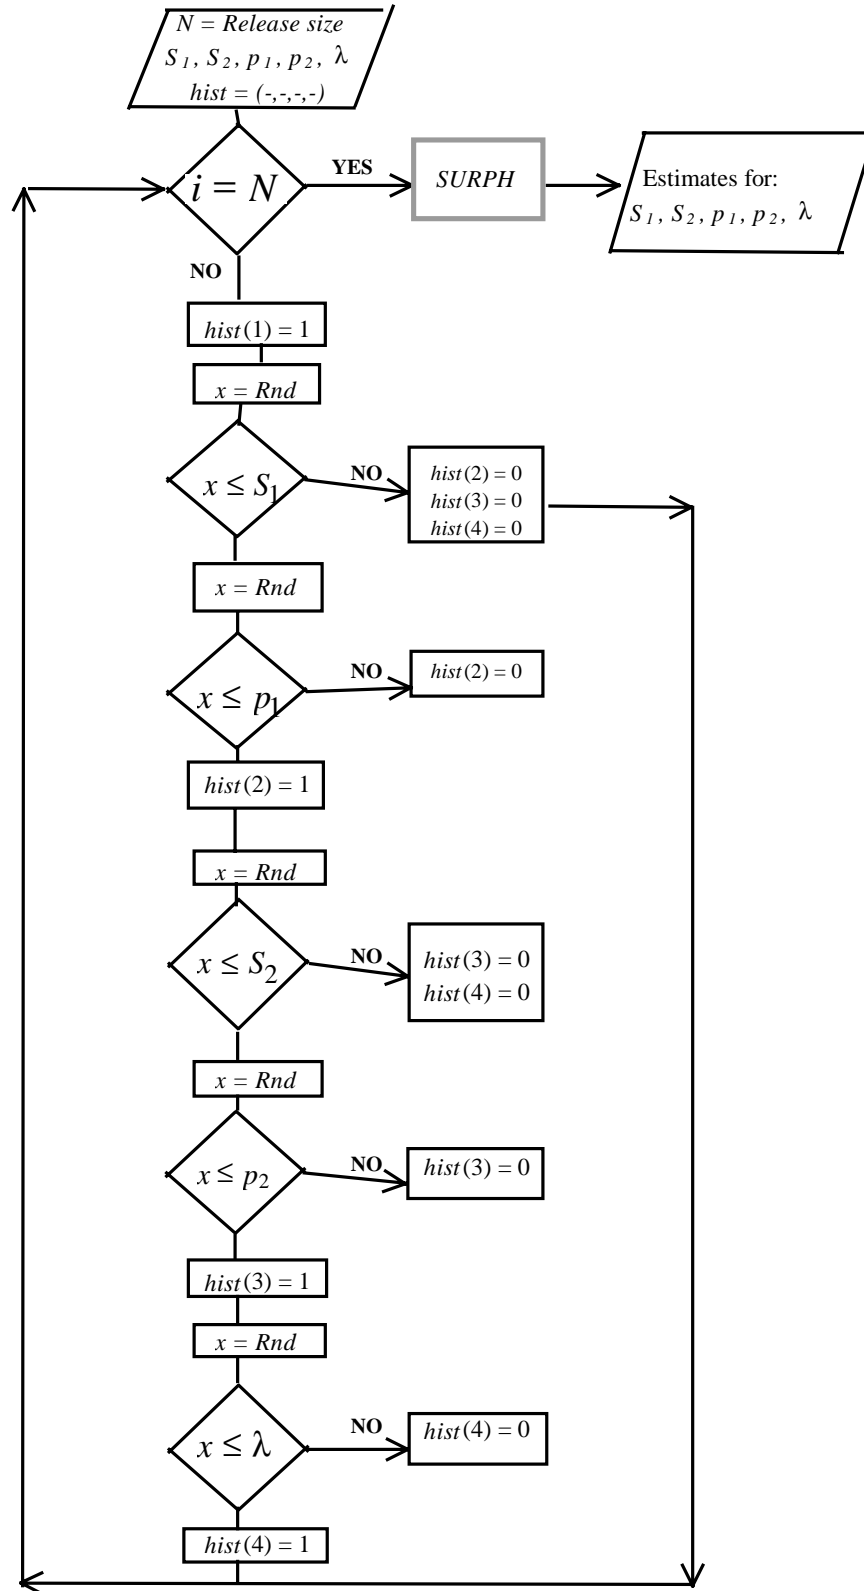 N = Release size
S1, S2, p1, p2, λ
hist = (-,-,-,-)
i = N
YES
SURPH
Estimates for:
S1, S2, p1, p2, λ
NO
hist(1) = 1
x = Rnd
x ≤ S1
NO
hist(2) = 0
hist(3) = 0
hist(4) = 0
x = Rnd
x ≤ p1
NO
hist(2) = 0
hist(2) = 1
x = Rnd
x ≤ S2
NO
hist(3) = 0
hist(4) = 0
x = Rnd
x ≤ p2
NO
hist(3) = 0
hist(3) = 1
x = Rnd
x ≤ λ
NO
hist(4) = 0
hist(4) = 1